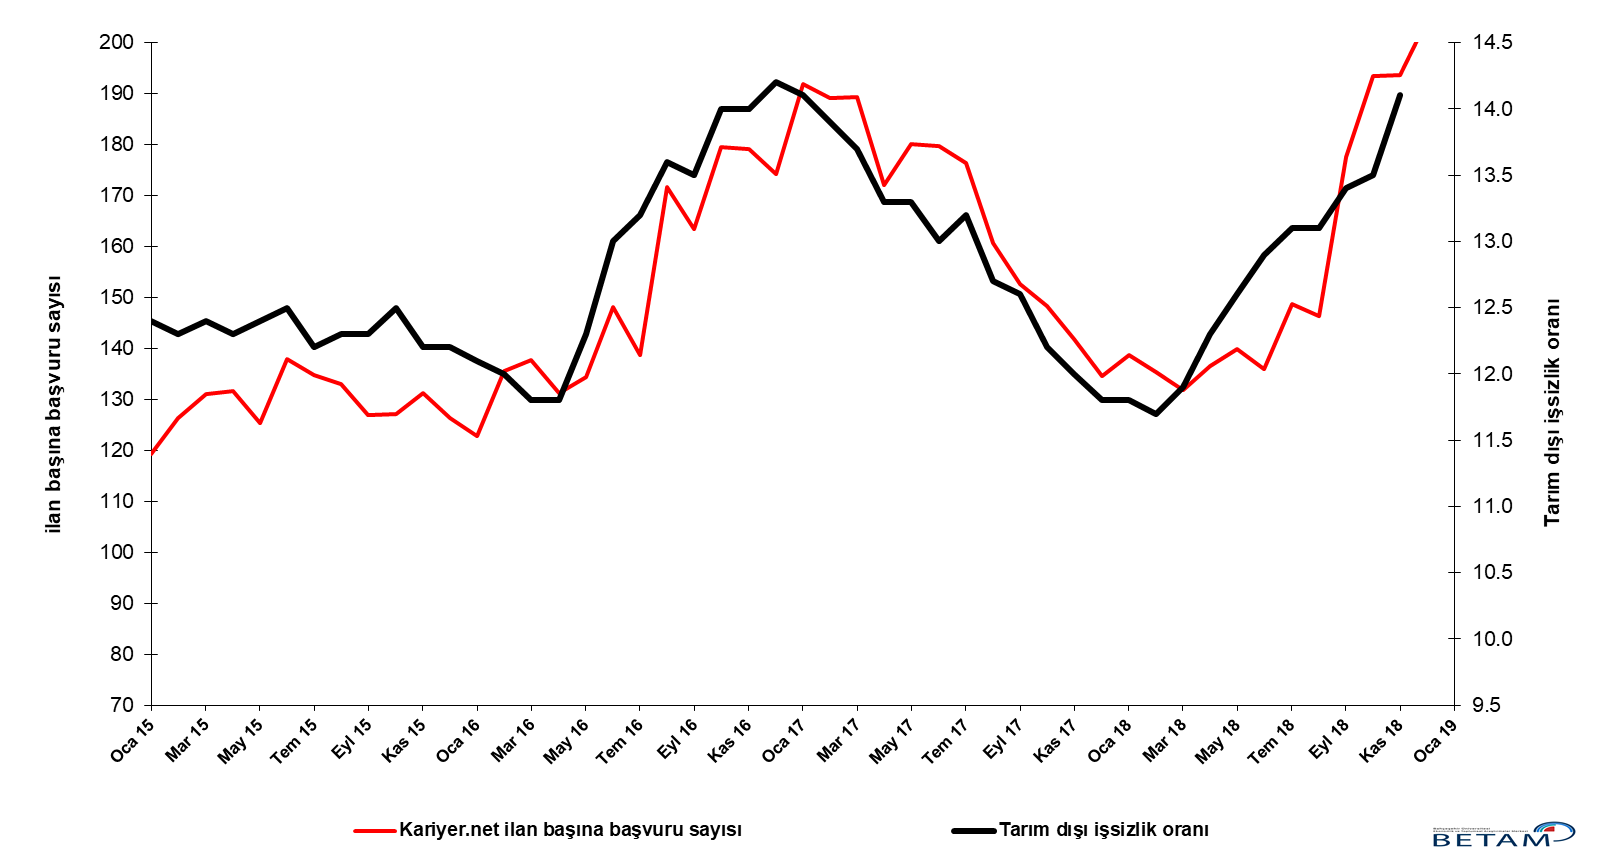 200
190
180
170
160
150
140
130
120
110
100
90
80
70
ilan başına başvuru sayısı
14.5
14.0
13.5
13.0
12.5
12.0
11.5
11.0
10.5
10.0
9.5
Tarım dışı işsizlik oranı
Oca 15
Mar 15
May 15
Tem 15
Eyl 15
Kas 15
Oca 16
Mar 16
May 16
Tem 16
Eyl 16
Kas 16
Oca 17
Mar 17
May 17
Tem 17
Eyl 17
Kas 17
Oca 18
Mar 18
May 18
Tem 18
Eyl 18
Kas 18
Oca 19
Kariyer.net ilan başına başvuru sayısı
Tarım dışı işsizlik oranı
BETAM